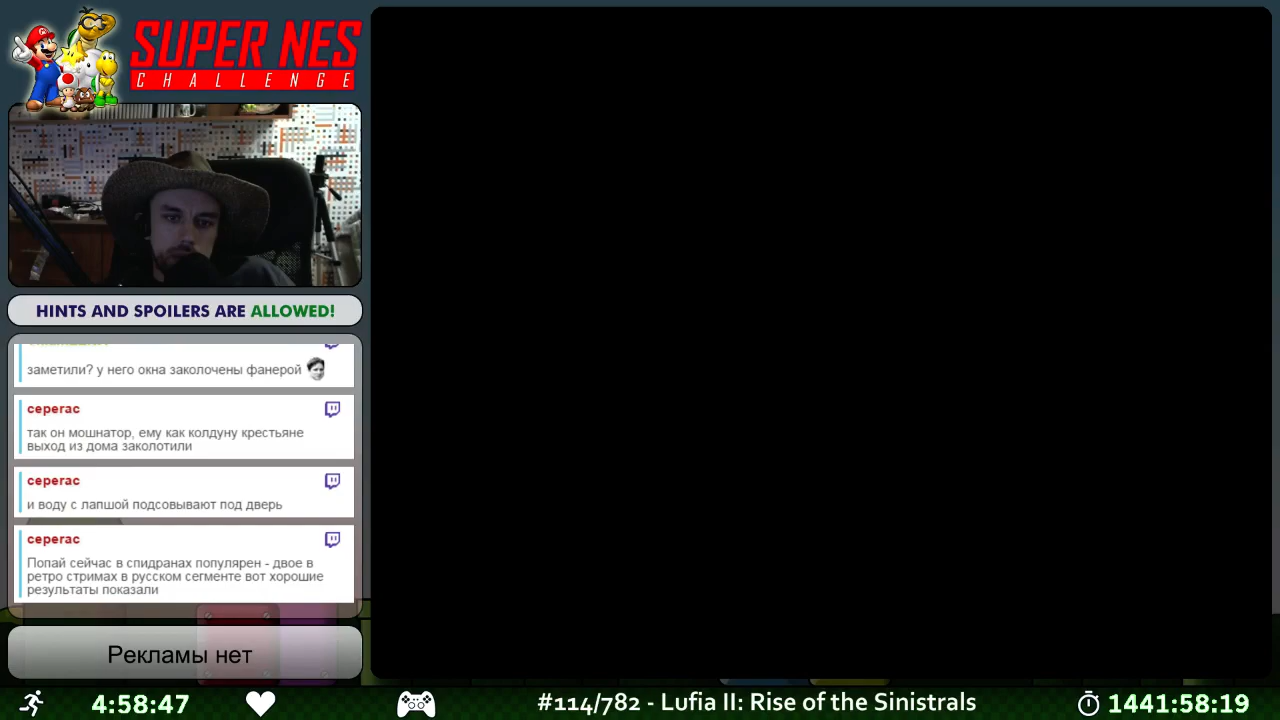 SUPER NES
CHALLENGE
HINTS AND SPOILERS ARE ALLOWED!
заметили? у него окна заколочены фанерой
сереrас
так он мошнатор, ему как колдуну крестьяне
выход из дома заколотили
сереrас
и воду с лапшой подсовывают под дверь
сереrас
Попай сейчас в спидранах популярен - двое в
ретро стримах в русском сегменте вот хорошие
результаты показали
Рекламы нет
4:58:47
#114/782 - Lufia II: Rise of the Sinistrals
1441:58:19